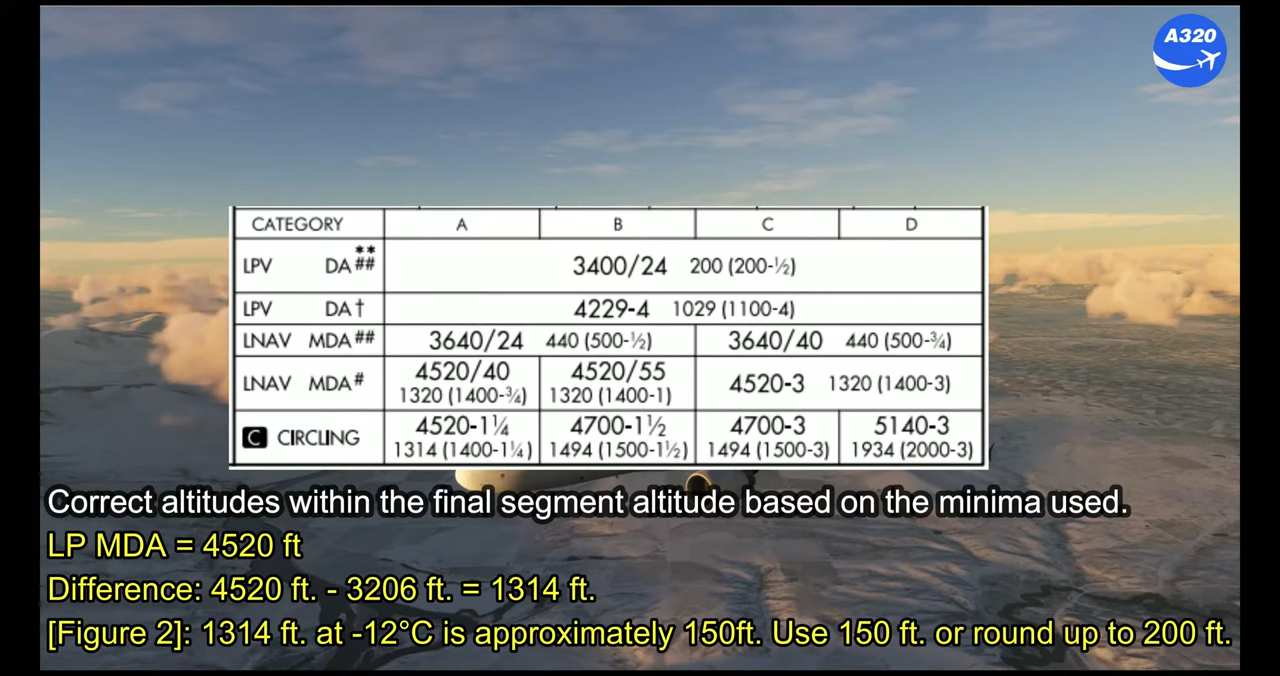 A320
CATEGORY A B C D
LPV DA **## 3400/24 200 (200-½)
LPV DA† 4229-4 1029 (1100-4)
LNAV MDA## 3640/24 440 (500-½) 3640/40 440 (500-¾)
LNAV MDA# 4520/40 4520/55 4520-3 1320 (1400-3)
1320 (1400-¾) 1320 (1400-1)
C CIRCLING 4520-1¼ 4700-1½ 4700-3 5140-3
1314 (1400-1¼) 1494 (1500-1½) 1494 (1500-3) 1934 (2000-3)
Correct altitudes within the final segment altitude based on the minima used.
LP MDA = 4520 ft
Difference: 4520 ft. - 3206 ft. = 1314 ft.
[Figure 2]: 1314 ft. at -12°C is approximately 150ft. Use 150 ft. or round up to 200 ft.